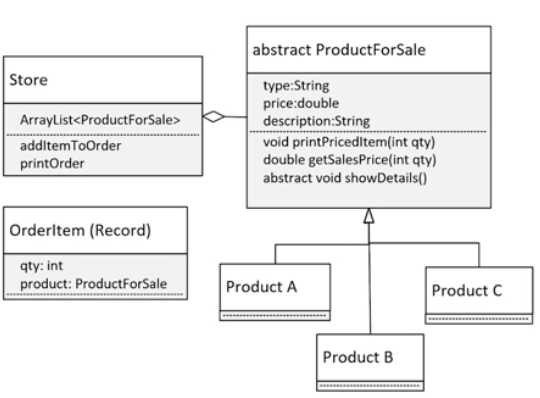 Store
ArrayList<ProductForSale>
addItemToOrder
printOrder
abstract ProductForSale
type:String
price:double
description:String
void printPricedItem(int qty)
double getSalesPrice(int qty)
abstract void showDetails()
OrderItem (Record)
qty: int
product: ProductForSale
Product A
Product B
Product C